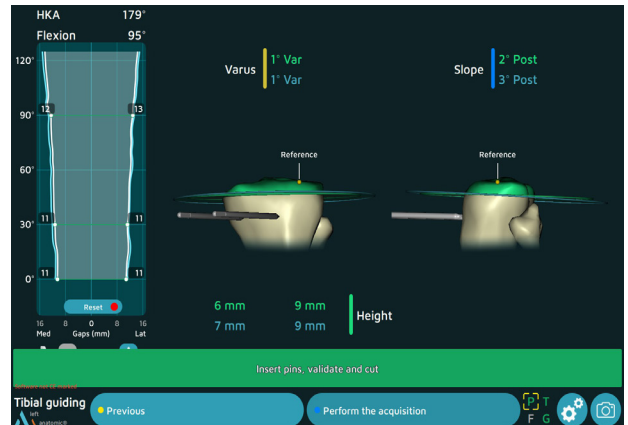 HKA 179°
Flexion 95°
120°
90°
60°
30°
0°
12 13
11 11
11 11
Reset
16 8 0 8 16
Med Gaps (mm) Lat
Varus
1° Var
1° Var
Slope
2° Post
3° Post
Reference
Reference
6 mm 9 mm
7 mm 9 mm
Height
Insert pins, validate and cut
Tibial guiding
left
anatomic®
Previous
Perform the acquisition
P T
F G